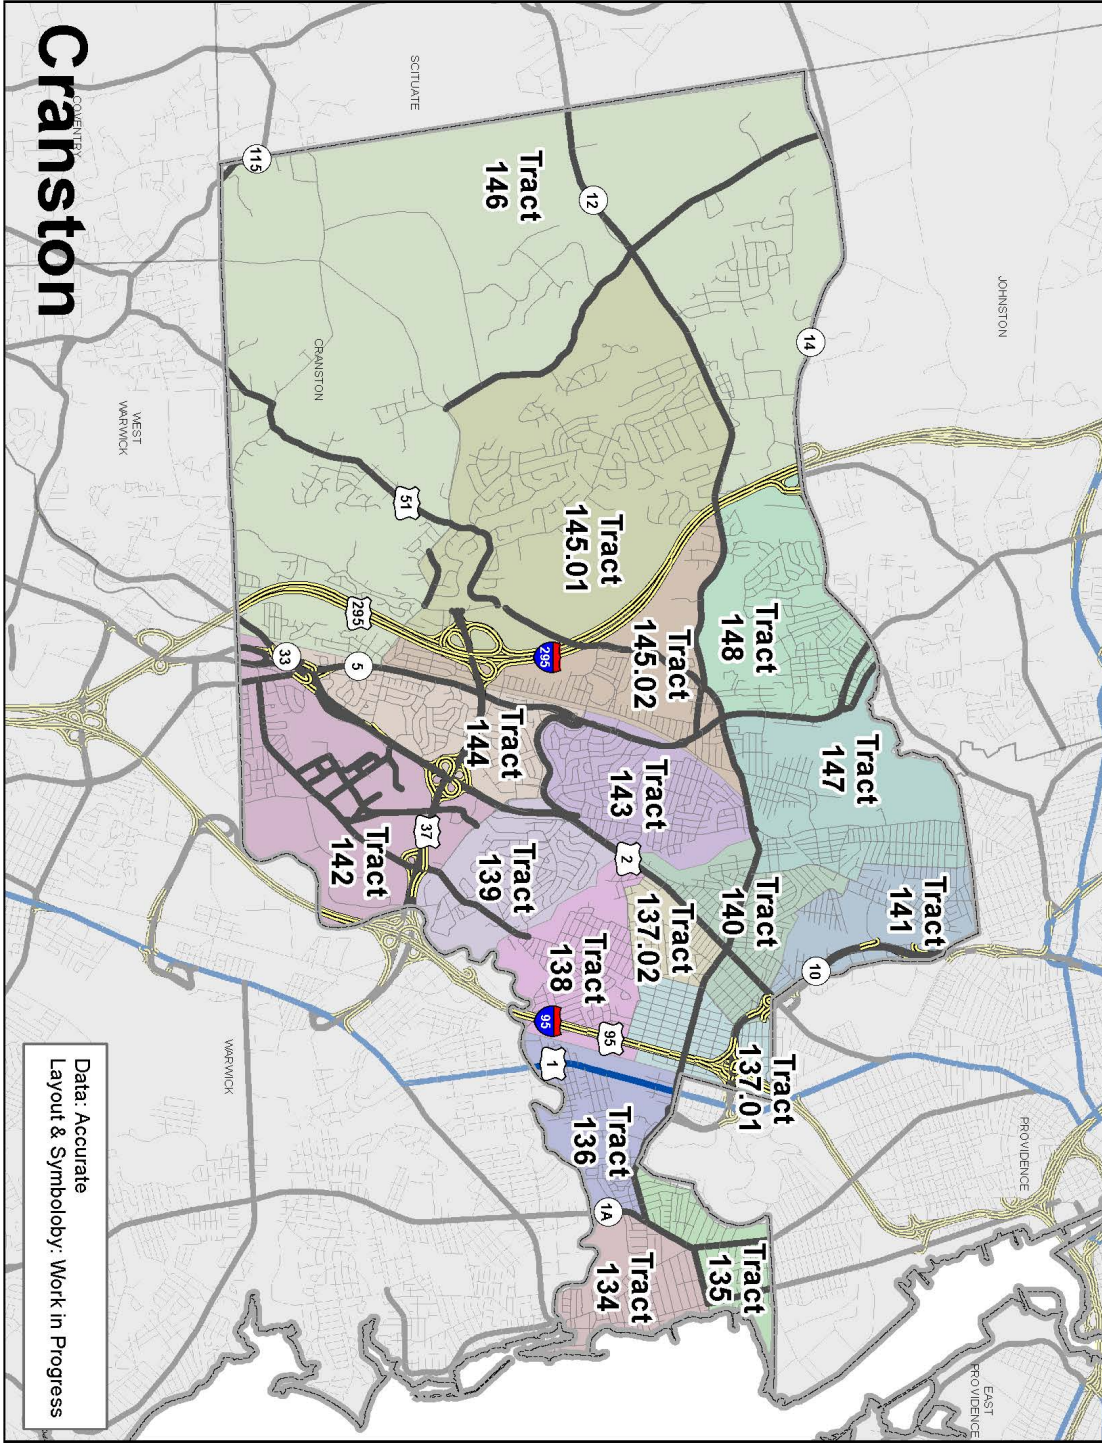 Cranston
SCITUATE
COVENTRY
JOHNSTON
CRANSTON
WEST
WARWICK
WARWICK
PROVIDENCE
EAST
PROVIDENCE
115
12
14
51
295
295
33
5
37
2
10
95
95
1
1A
Tract
146
Tract
145.01
Tract
145.02
Tract
148
Tract
147
Tract
144
Tract
143
Tract
142
Tract
139
Tract
140
Tract
141
Tract
137.02
Tract
138
Tract
137.01
Tract
136
Tract
135
Tract
134
Data: Accurate
Layout & Symboloby: Work in Progress